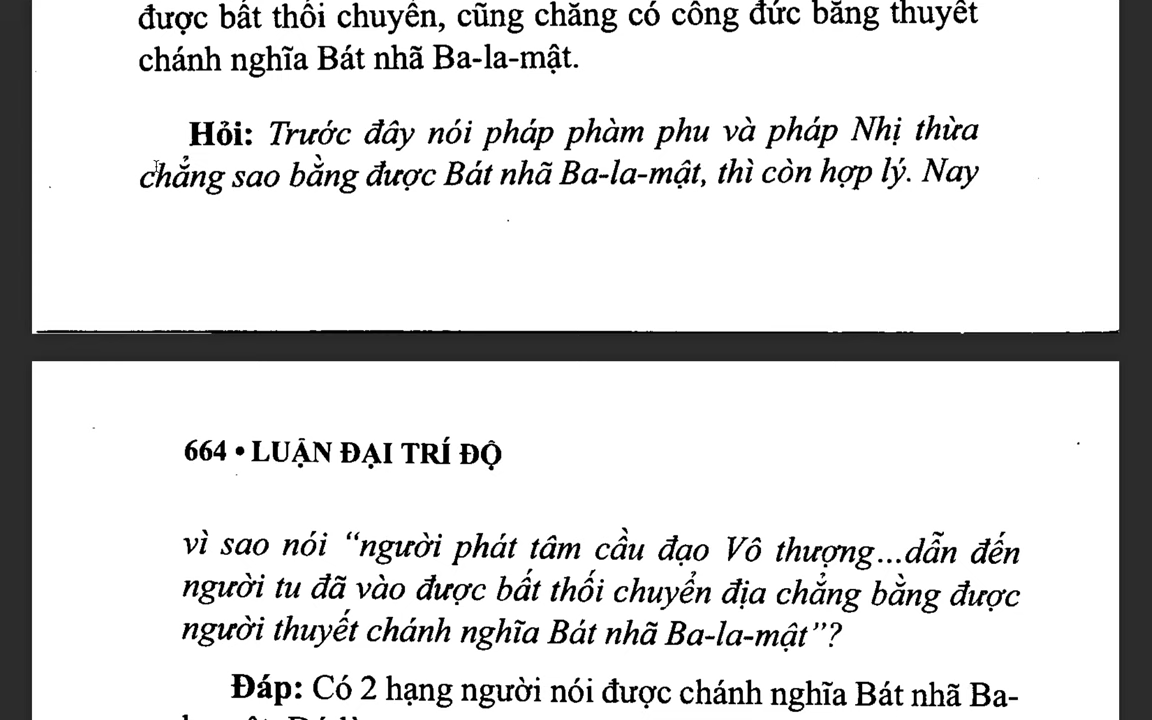 được bất thối chuyển, cũng chẳng có công đức bằng thuyết
chánh nghĩa Bát nhã Ba-la-mật.
Hỏi: Trước đây nói pháp phàm phu và pháp Nhị thừa
chẳng sao bằng được Bát nhã Ba-la-mật, thì còn hợp lý. Nay
664 • LUẬN ĐẠI TRÍ ĐỘ
vì sao nói “người phát tâm cầu đạo Vô thượng...dẫn đến
người tu đã vào được bất thối chuyển địa chẳng bằng được
người thuyết chánh nghĩa Bát nhã Ba-la-mật”?
Đáp: Có 2 hạng người nói được chánh nghĩa Bát nhã Ba-